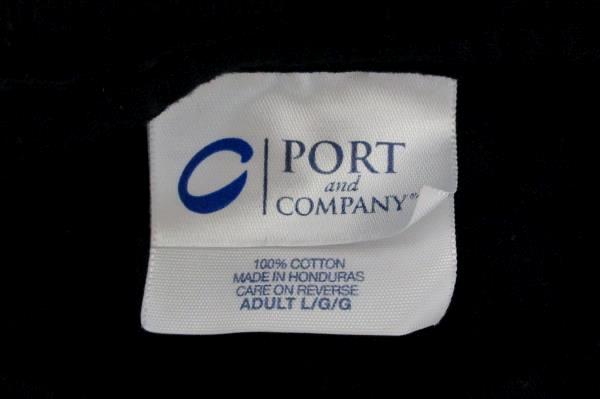 PORT
and
COMPANY
100% COTTON
MADE IN HONDURAS
CARE ON REVERSE
ADULT L/G/G